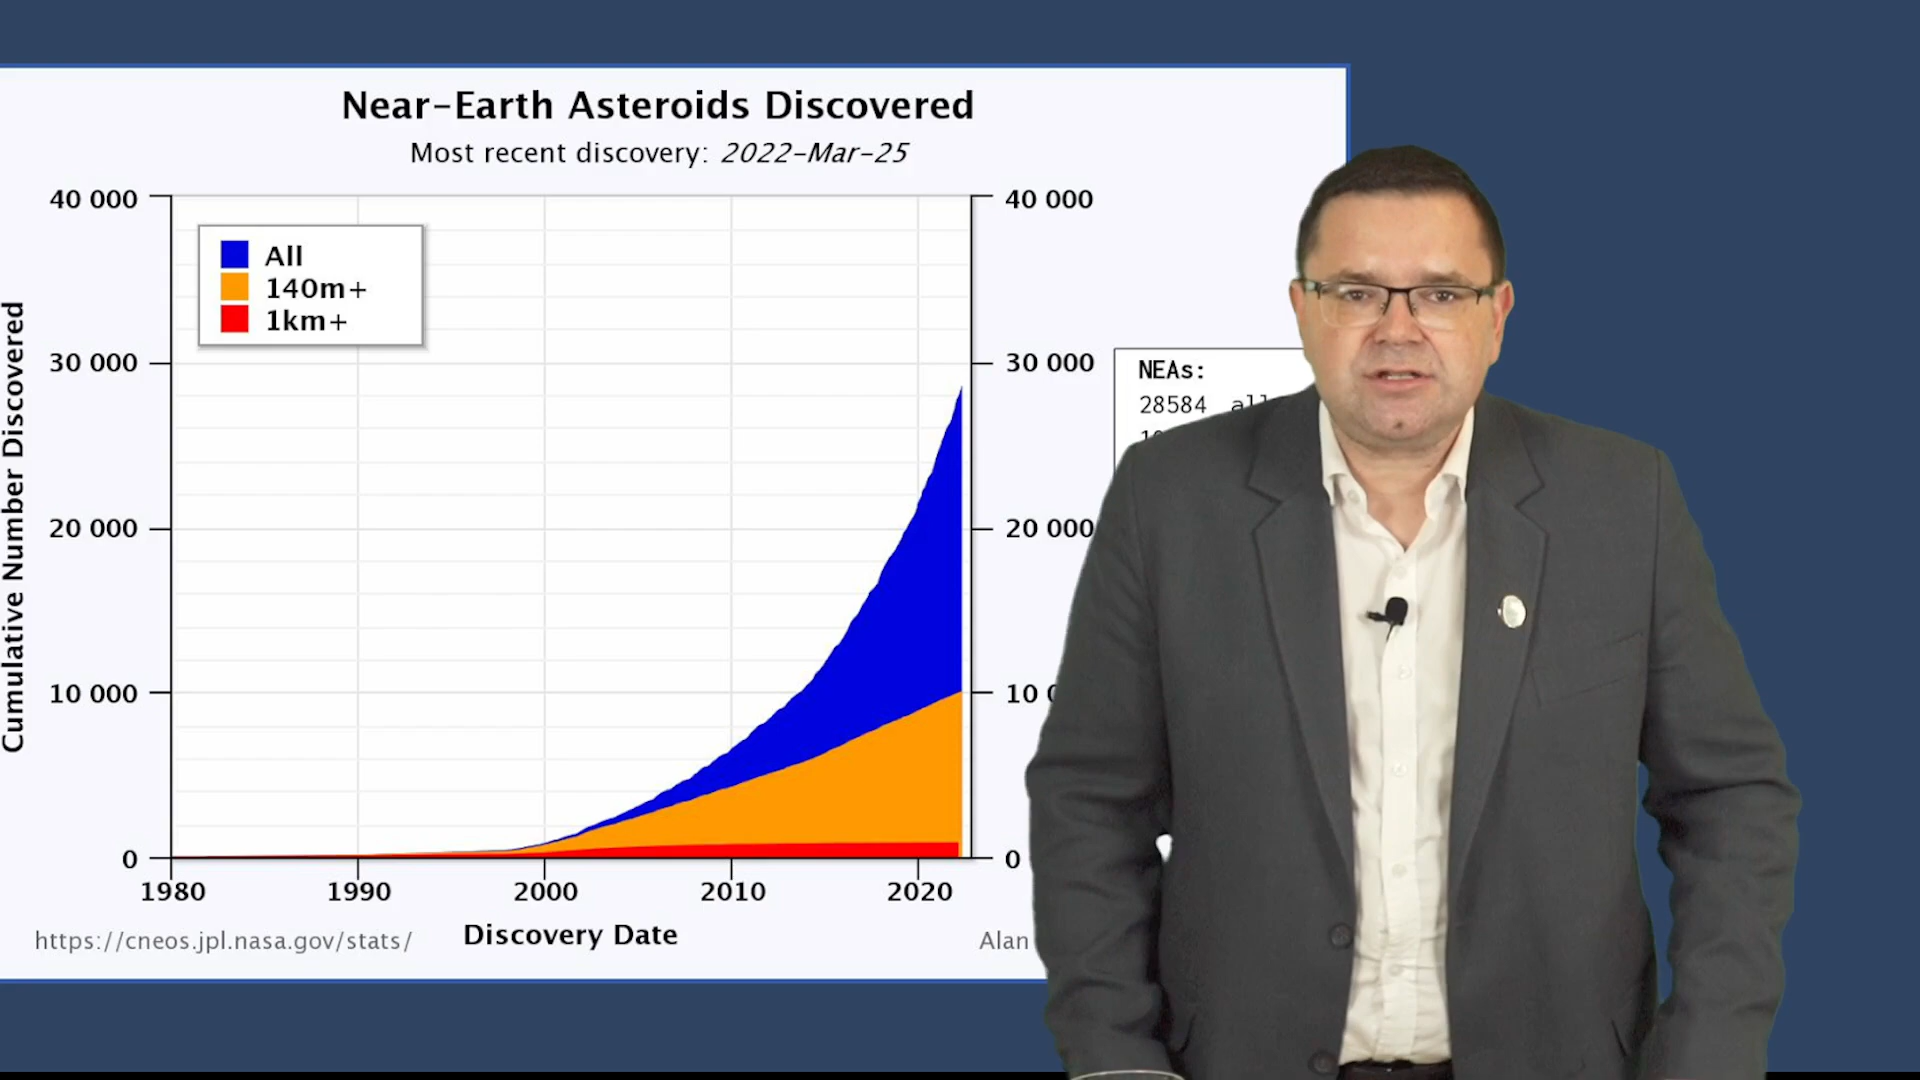 Near-Earth Asteroids Discovered
Most recent discovery: 2022-Mar-25
Cumulative Number Discovered
40 000
30 000
20 000
10 000
0
All
140m+
1km+
40 000
30 000
20 000
10
0
NEAs:
28584 all
1980 1990 2000 2010 2020
Discovery Date
https://cneos.jpl.nasa.gov/stats/
Alan